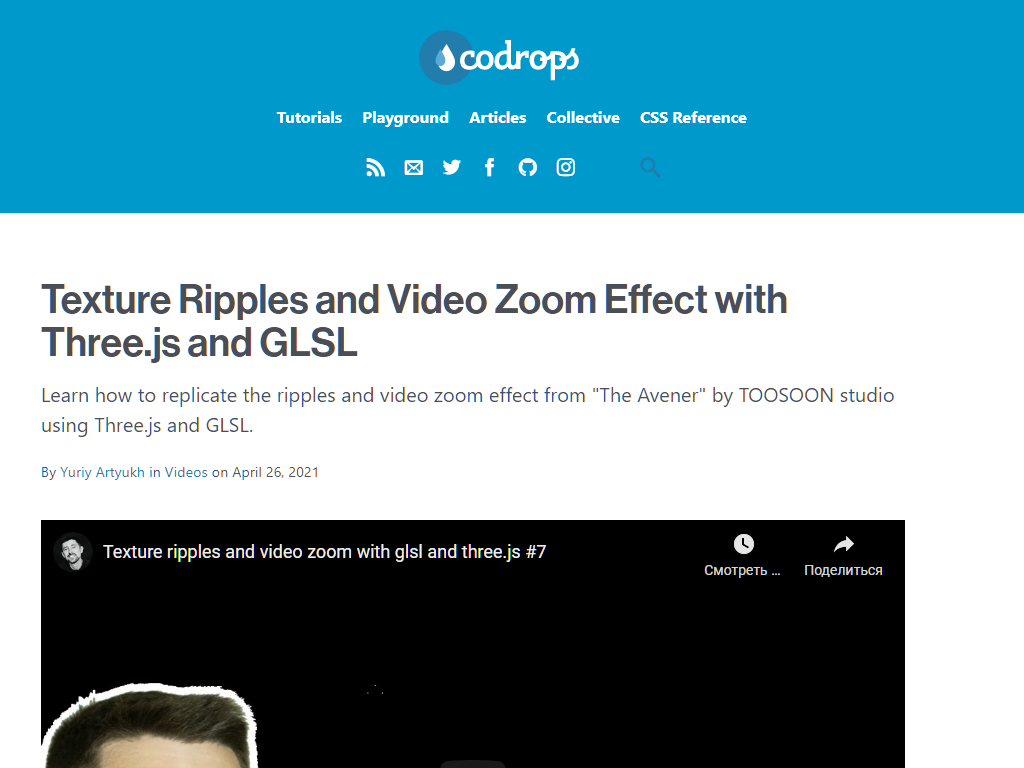 codrops
Tutorials Playground Articles Collective CSS Reference
Texture Ripples and Video Zoom Effect with
Three.js and GLSL
Learn how to replicate the ripples and video zoom effect from "The Avener" by TOOSOON studio
using Three.js and GLSL.
By Yuriy Artyukh in Videos on April 26, 2021
Texture ripples and video zoom with glsl and three.js #7
Смотреть ... Поделиться